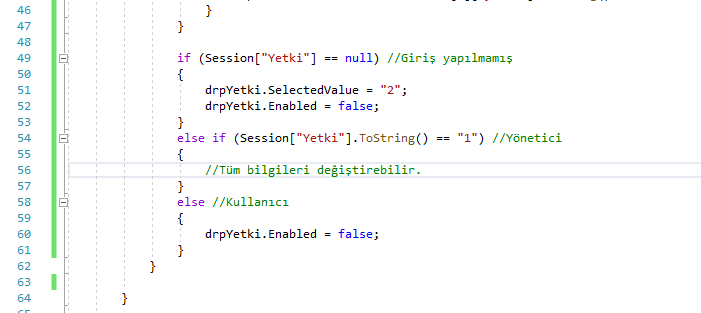 46 }
47 }
48
49 if (Session["Yetki"] == null) //Giriş yapılmamış
50 {
51 drpYetki.SelectedValue = "2";
52 drpYetki.Enabled = false;
53 }
54 else if (Session["Yetki"].ToString() == "1") //Yönetici
55 {
56 //Tüm bilgileri değiştirebilir.
57 }
58 else //Kullanıcı
59 {
60 drpYetki.Enabled = false;
61 }
62 }
63
64 }